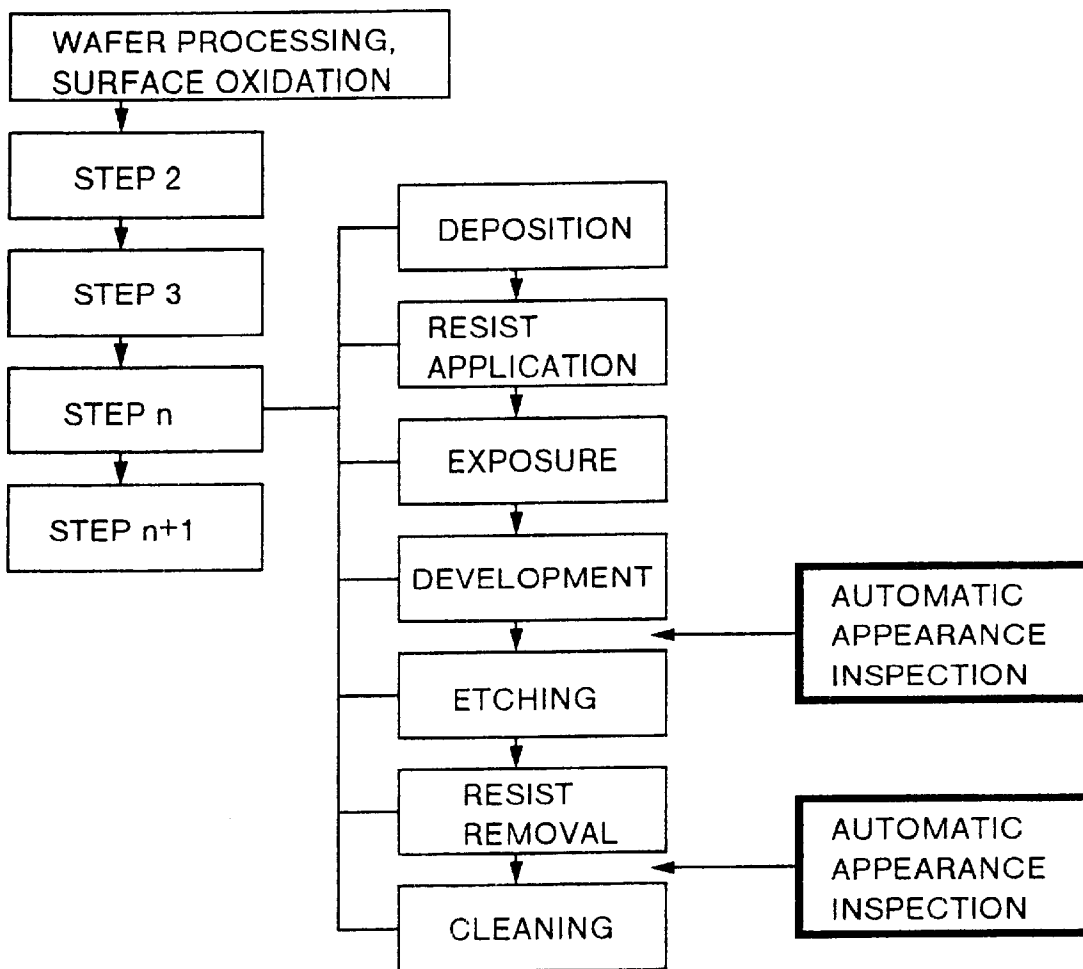 WAFER PROCESSING,
SURFACE OXIDATION
STEP 2
STEP 3
STEP n
STEP n+1
DEPOSITION
RESIST
APPLICATION
EXPOSURE
DEVELOPMENT
ETCHING
RESIST
REMOVAL
CLEANING
AUTOMATIC
APPEARANCE
INSPECTION
AUTOMATIC
APPEARANCE
INSPECTION